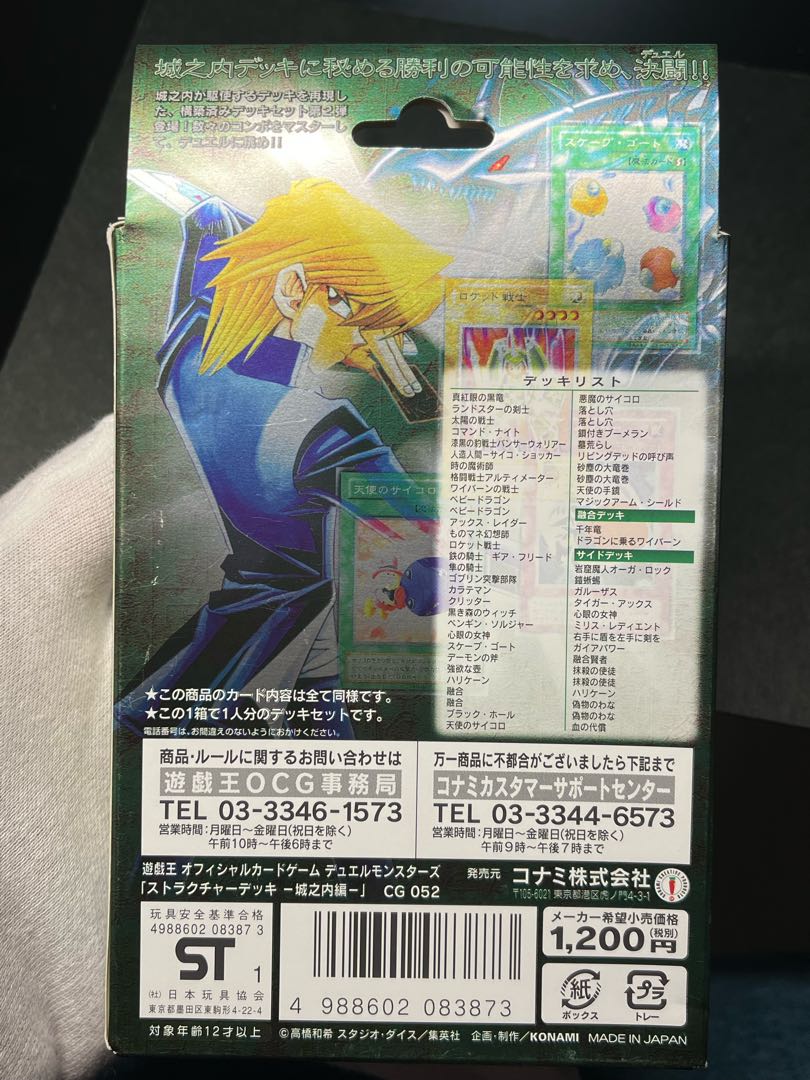 城之内デッキに秘める勝利の可能性を求め、決闘!!
デュエル
城之内が駆使するデッキを再現し
た、構築済みデッキセット第2弾
登場!数々のコンボをマスターし
て、デュエルに挑め!!
スケープ・ゴート
魔
【魔法カード】
ロケット戦士
天使のサイコロ
デッキリスト
真紅眼の黒竜
ランドスターの剣士
太陽の戦士
コマンド・ナイト
漆黒の豹戦士パンサーウォリアー
人造人間-サイコ・ショッカー
時の魔術師
格闘戦士アルティメーター
ワイバーンの戦士
ベビードラゴン
ベビードラゴン
アックス・レイダー
ものマネ幻想師
ロケット戦士
鉄の騎士 ギア・フリード
隼の騎士
ゴブリン突撃部隊
カラテマン
クリッター
黒き森のウィッチ
ペンギン・ソルジャー
心眼の女神
スケープ・ゴート
デーモンの斧
強欲な壺
ハリケーン
融合
融合
ブラック・ホール
天使のサイコロ
悪魔のサイコロ
落とし穴
落とし穴
鎖付きブーメラン
墓荒らし
リビングデッドの呼び声
砂塵の大竜巻
砂塵の大竜巻
天使の手鏡
マジックアーム・シールド
融合デッキ
千年竜
ドラゴンに乗るワイバーン
サイドデッキ
岩窟魔人オーガ・ロック
鎧蜥蜴
ガルーザス
タイガー・アックス
心眼の女神
ミリス・レディエント
右手に盾を左手に剣を
ガイアパワー
融合賢者
抹殺の使徒
抹殺の使徒
ハリケーン
偽物のわな
偽物のわな
血の代償
★この商品のカード内容は全て同様です。
★この1箱で1人分のデッキセットです。
電話番号は、お間違えのないようにおかけください。
商品・ルールに関するお問い合わせは
遊戯王OCG事務局
TEL 03-3346-1573
営業時間:月曜日~金曜日(祝日を除く)
午前10時~午後6時まで
万一商品に不都合がございましたら下記まで
コナミカスタマーサポートセンター
TEL 03-3344-6573
営業時間:月曜日~金曜日(祝日を除く)
午前9時~午後7時まで
遊戯王 オフィシャルカードゲーム デュエルモンスターズ
「ストラクチャーデッキ -城之内編-」 CG 052
発売元 コナミ株式会社
〒105-6021 東京都港区虎ノ門4-3-1
玩具安全基準合格
4988602 08387 3
ST 1
(社)日本玩具協会
東京都墨田区東駒形4-22-4
対象年齢12才以上
4 988602 083873
メーカー希望小売価格
1,200円(税別)
紙
ボックス
プラ
トレー
©高橋和希 スタジオ・ダイス/集英社 企画・制作/KONAMI MADE IN JAPAN